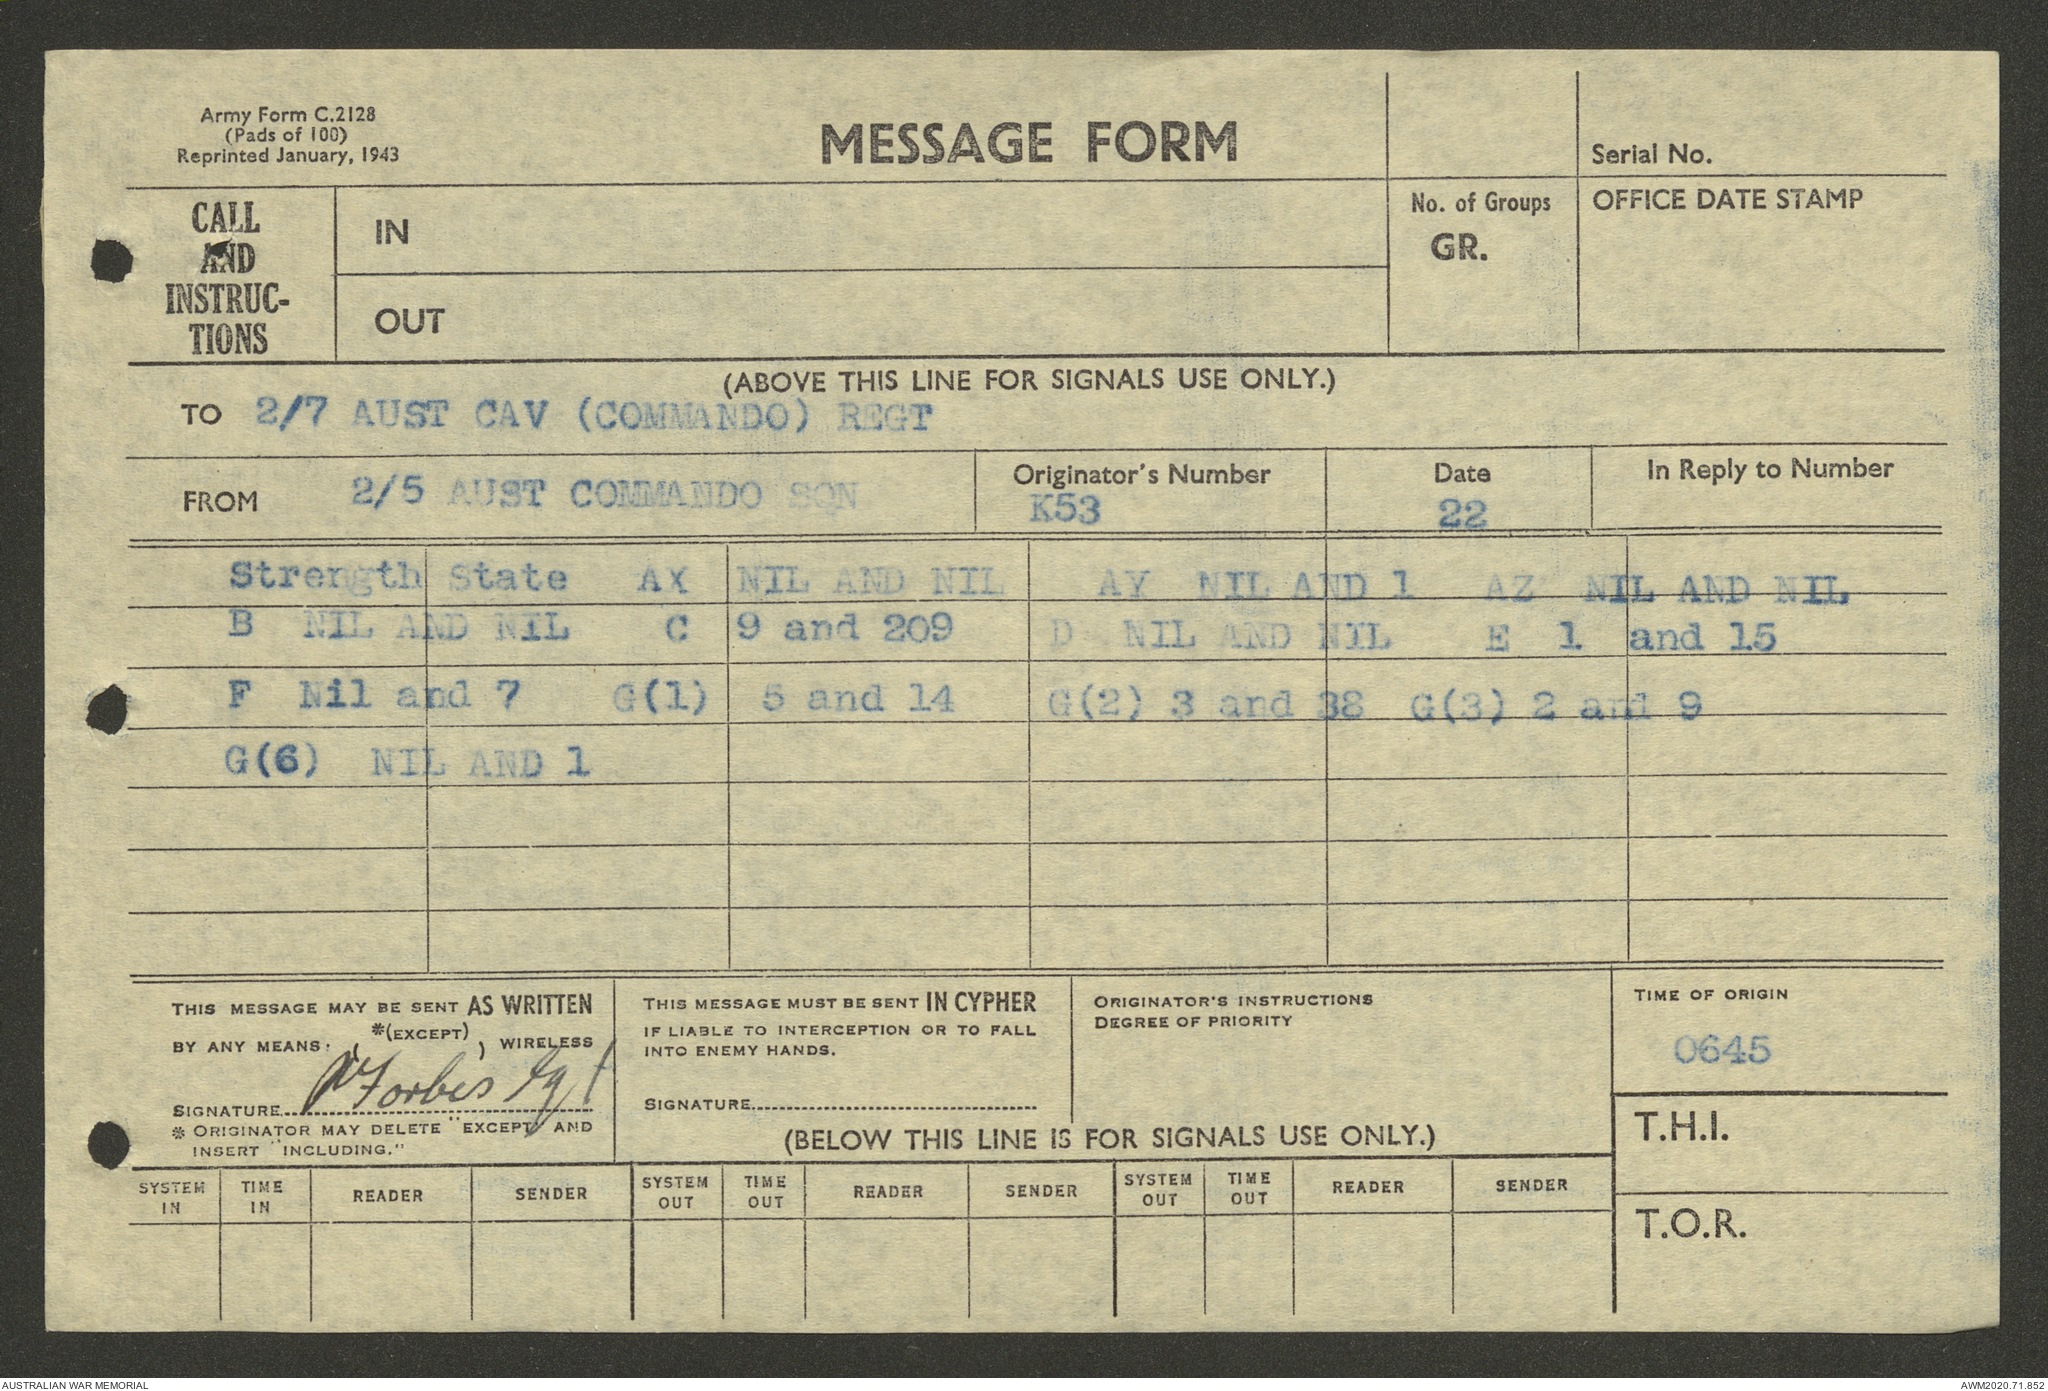 Army Form C.2128
(Pads of 100)
Reprinted January, 1943
MESSAGE FORM
Serial No.
CALL
AND
INSTRUC-
TIONS
IN
OUT
No. of Groups
GR.
OFFICE DATE STAMP
(ABOVE THIS LINE FOR SIGNALS USE ONLY.)
TO 2/7 AUST CAV (COMMANDO) REGT
FROM 2/5 AUST COMMANDO SQN
Originator's Number
K53
Date
22
In Reply to Number
Strength State AX NIL AND NIL AY NIL AND 1 AZ NIL AND NIL
B NIL AND NIL C 9 and 209 D NIL AND NIL E 1 and 15
F Nil and 7 G(1) 5 and 14 G(2) 3 and 38 G(3) 2 and 9
G(6) NIL AND 1
THIS MESSAGE MAY BE SENT AS WRITTEN
BY ANY MEANS. *(EXCEPT) WIRELESS
SIGNATURE Forbes
* ORIGINATOR MAY DELETE "EXCEPT" AND
INSERT "INCLUDING."
THIS MESSAGE MUST BE SENT IN CYPHER
IF LIABLE TO INTERCEPTION OR TO FALL
INTO ENEMY HANDS.
SIGNATURE
ORIGINATOR'S INSTRUCTIONS
DEGREE OF PRIORITY
TIME OF ORIGIN
0645
(BELOW THIS LINE IS FOR SIGNALS USE ONLY.)
T.H.I.
T.O.R.
SYSTEM IN TIME IN READER SENDER SYSTEM OUT TIME OUT READER SENDER SYSTEM OUT TIME OUT READER SENDER
AUSTRALIAN WAR MEMORIAL
AWM2020.71.852